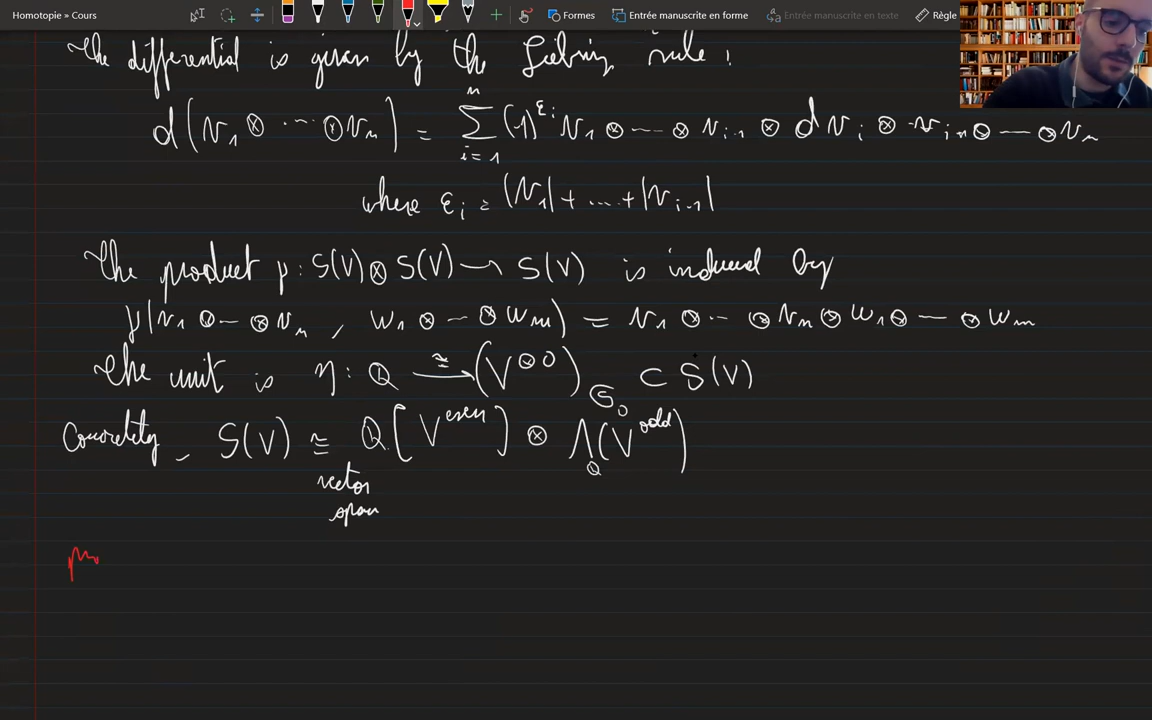 Homotopie » Cours
Formes
Entrée manuscrite en forme
Entrée manuscrite en texte
Règle
The differential is given by the Leibniz rule :
d(v₁ ⊗ ⋯ ⊗ vₙ) = ∑ᵢ₌₁ⁿ (-1)^{εᵢ} v₁ ⊗ ⋯ ⊗ vᵢ₋₁ ⊗ d vᵢ ⊗ vᵢ₊₁ ⊗ ⋯ ⊗ vₙ
where εᵢ = |v₁| + ... + |vᵢ₋₁|
The product μ : S(V) ⊗ S(V) → S(V) is induced by
μ(v₁ ⊗ ⋯ ⊗ vₙ , w₁ ⊗ ⋯ ⊗ wₘ) = v₁ ⊗ ⋯ ⊗ vₙ ⊗ w₁ ⊗ ⋯ ⊗ wₘ
The unit is η : Q →^{≅} (V^{⊗0})_{𝔖₀} ⊂ S(V)
Concretely, S(V) ≅ Q[V^{even}] ⊗ Λ_Q(V^{odd})
vector
space